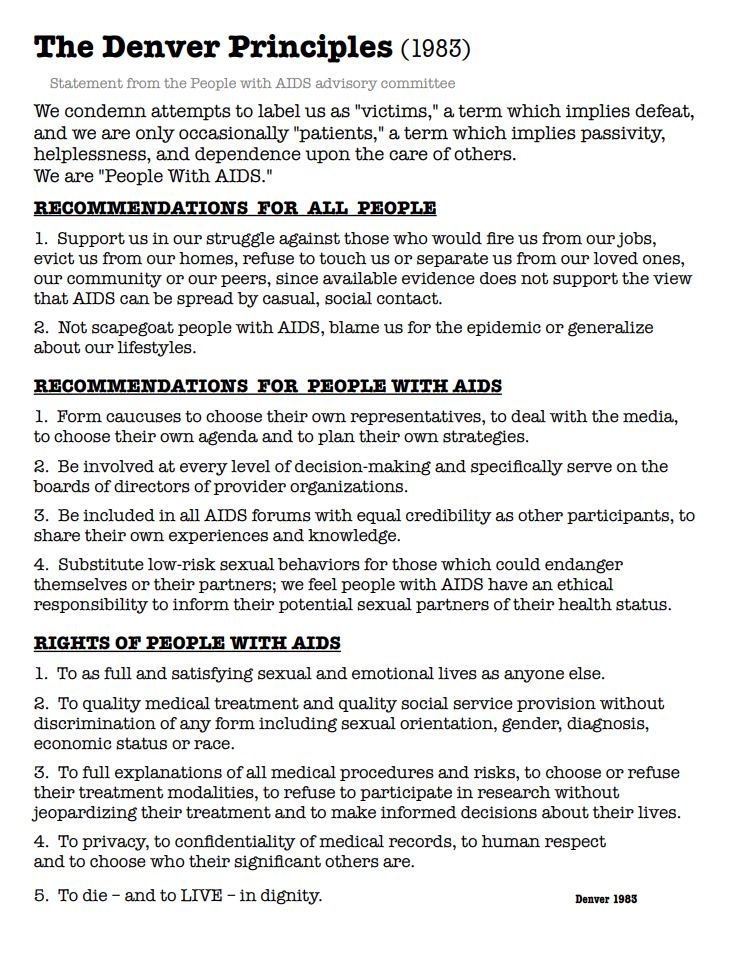 The Denver Principles (1983)
Statement from the People with AIDS advisory committee
We condemn attempts to label us as "victims," a term which implies defeat,
and we are only occasionally "patients," a term which implies passivity,
helplessness, and dependence upon the care of others.
We are "People With AIDS."
RECOMMENDATIONS FOR ALL PEOPLE
1. Support us in our struggle against those who would fire us from our jobs,
evict us from our homes, refuse to touch us or separate us from our loved ones,
our community or our peers, since available evidence does not support the view
that AIDS can be spread by casual, social contact.
2. Not scapegoat people with AIDS, blame us for the epidemic or generalize
about our lifestyles.
RECOMMENDATIONS FOR PEOPLE WITH AIDS
1. Form caucuses to choose their own representatives, to deal with the media,
to choose their own agenda and to plan their own strategies.
2. Be involved at every level of decision-making and specifically serve on the
boards of directors of provider organizations.
3. Be included in all AIDS forums with equal credibility as other participants, to
share their own experiences and knowledge.
4. Substitute low-risk sexual behaviors for those which could endanger
themselves or their partners; we feel people with AIDS have an ethical
responsibility to inform their potential sexual partners of their health status.
RIGHTS OF PEOPLE WITH AIDS
1. To as full and satisfying sexual and emotional lives as anyone else.
2. To quality medical treatment and quality social service provision without
discrimination of any form including sexual orientation, gender, diagnosis,
economic status or race.
3. To full explanations of all medical procedures and risks, to choose or refuse
their treatment modalities, to refuse to participate in research without
jeopardizing their treatment and to make informed decisions about their lives.
4. To privacy, to confidentiality of medical records, to human respect
and to choose who their significant others are.
5. To die – and to LIVE – in dignity.
Denver 1983